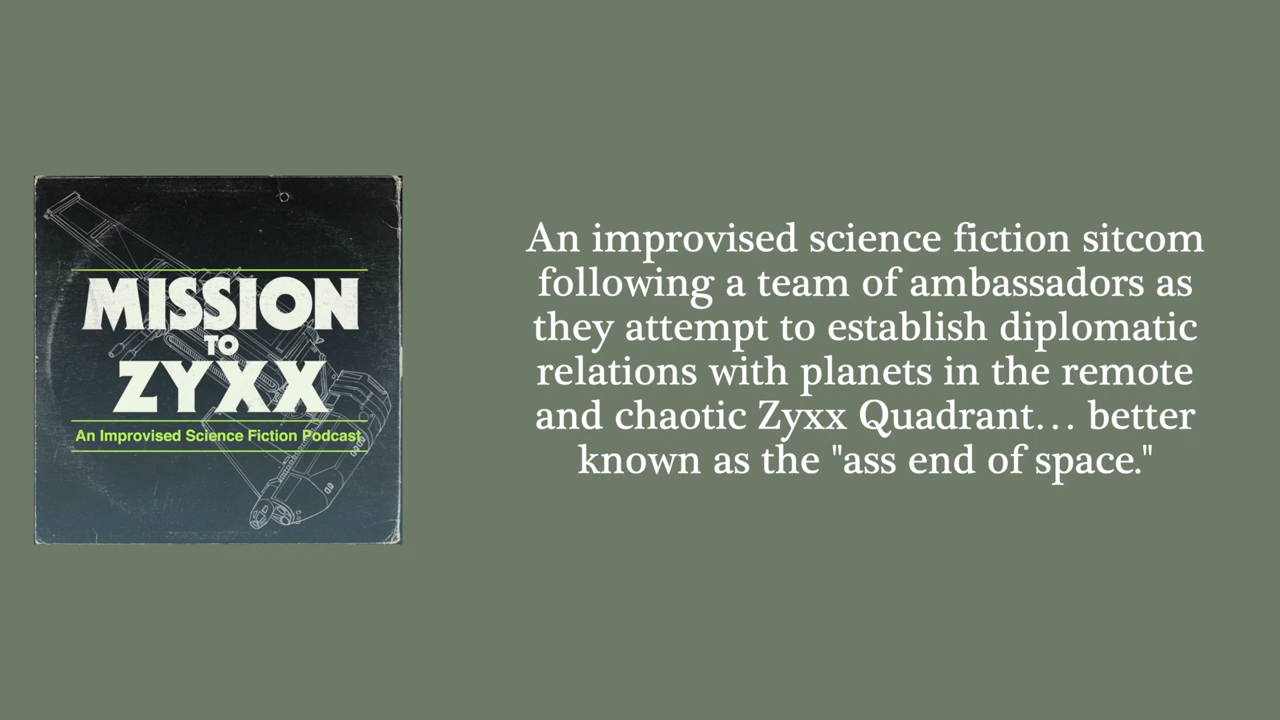 MISSION
TO
ZYXX
An Improvised Science Fiction Podcast
An improvised science fiction sitcom
following a team of ambassadors as
they attempt to establish diplomatic
relations with planets in the remote
and chaotic Zyxx Quadrant… better
known as the "ass end of space."